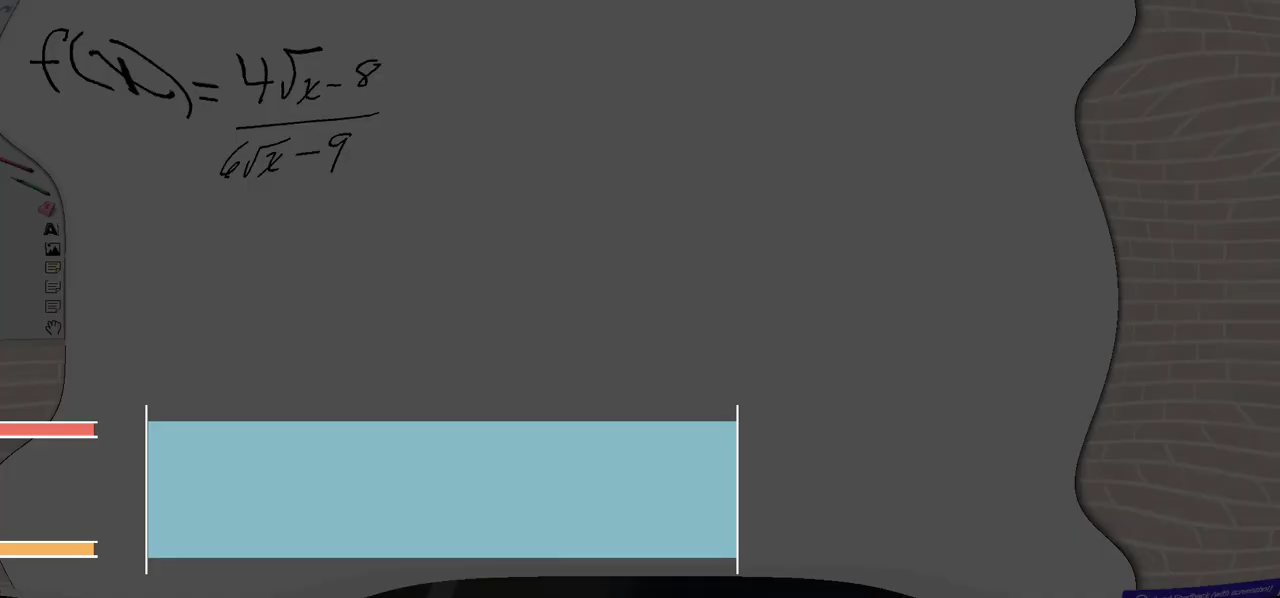 f(x) = 4√x - 8
6√x - 9
A